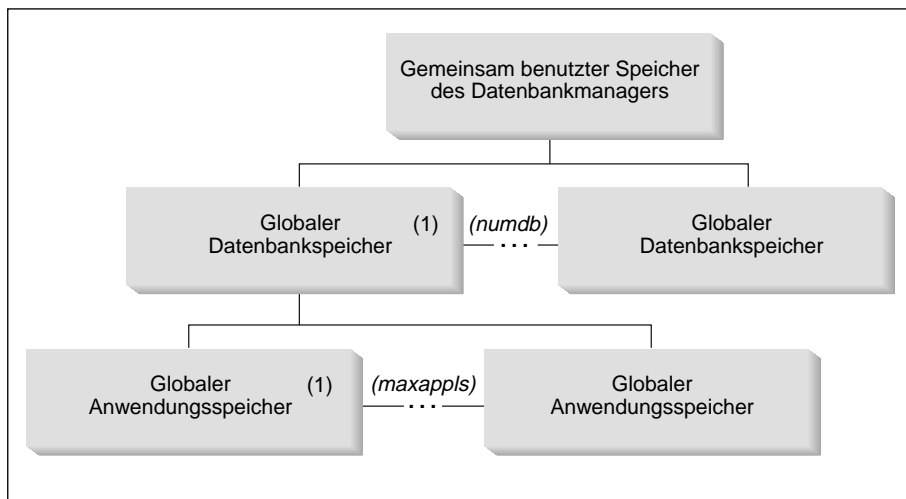 Gemeinsam benutzter Speicher
des Datenbankmanagers
Globaler
Datenbankspeicher
(1)
(numdb)
...
Globaler
Datenbankspeicher
Globaler
Anwendungsspeicher
(1)
(maxappls)
...
Globaler
Anwendungsspeicher